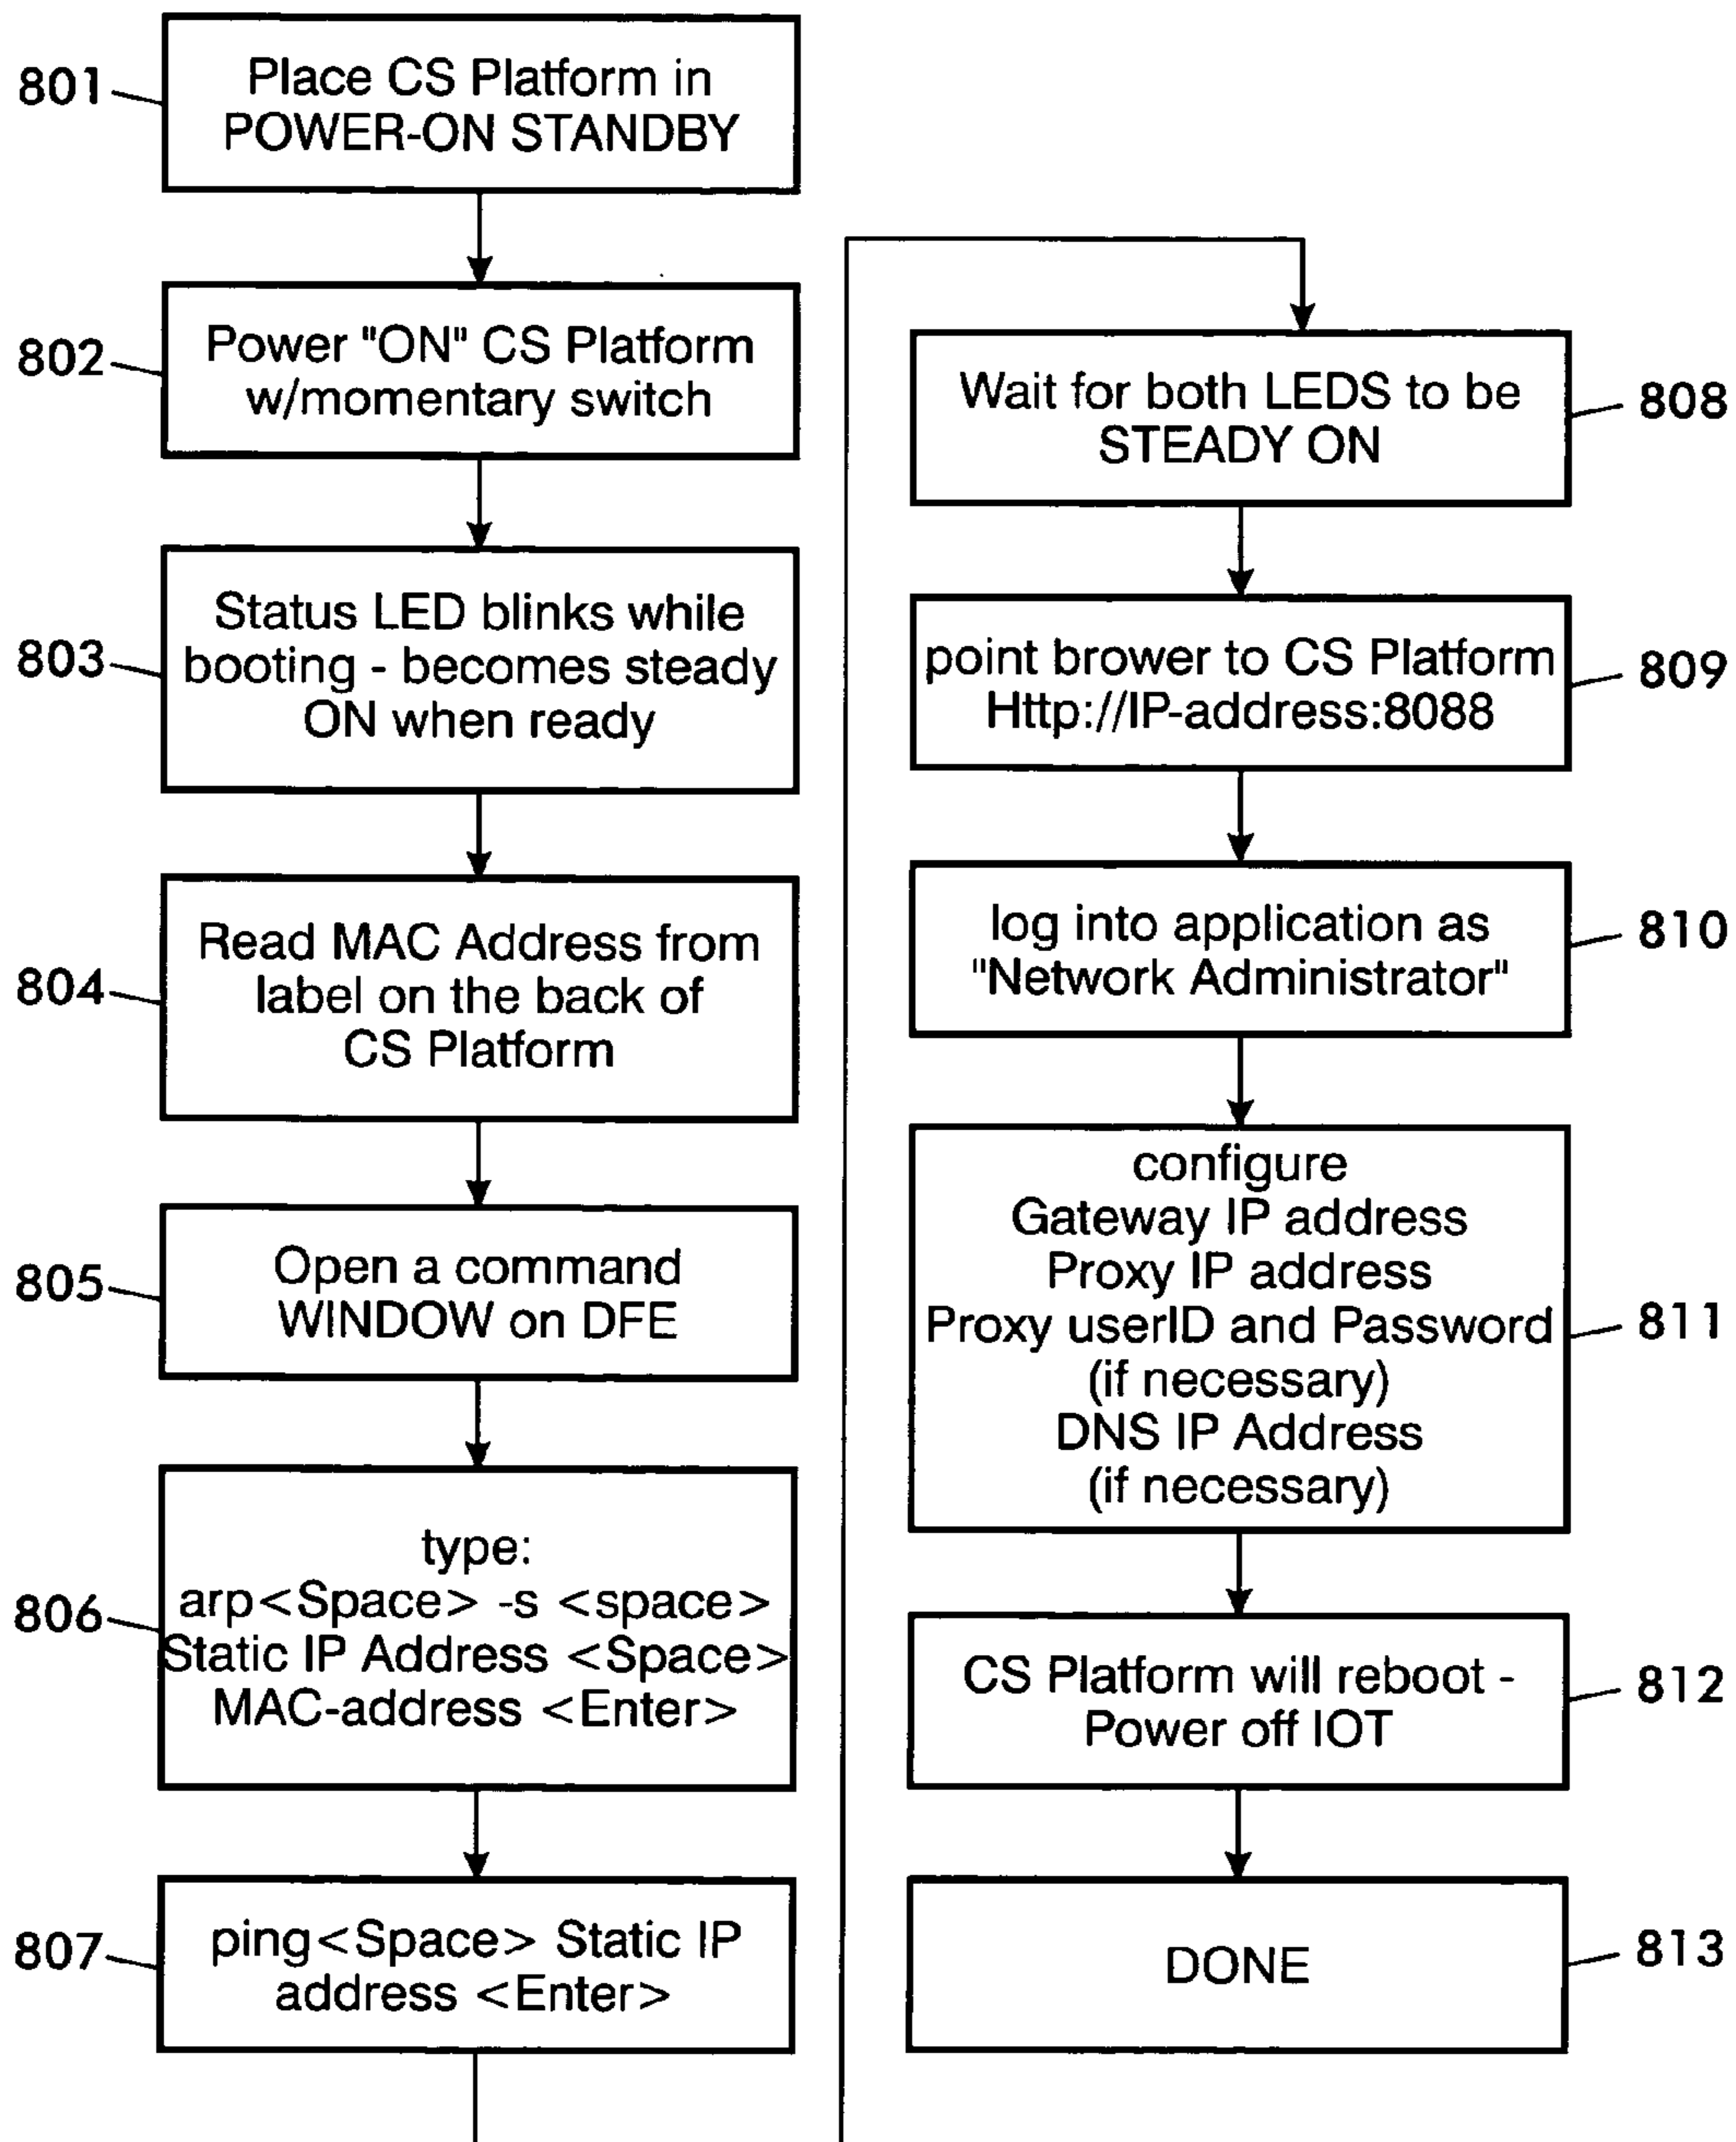 801
Place CS Platform in
POWER-ON STANDBY
802
Power "ON" CS Platform
w/momentary switch
803
Status LED blinks while
booting - becomes steady
ON when ready
804
Read MAC Address from
label on the back of
CS Platform
805
Open a command
WINDOW on DFE
806
type:
arp<Space> -s <space>
Static IP Address <Space>
MAC-address <Enter>
807
ping<Space> Static IP
address <Enter>
Wait for both LEDS to be
STEADY ON
808
point brower to CS Platform
Http://IP-address:8088
809
log into application as
"Network Administrator"
810
configure
Gateway IP address
Proxy IP address
Proxy userID and Password
(if necessary)
DNS IP Address
(if necessary)
811
CS Platform will reboot -
Power off IOT
812
DONE
813